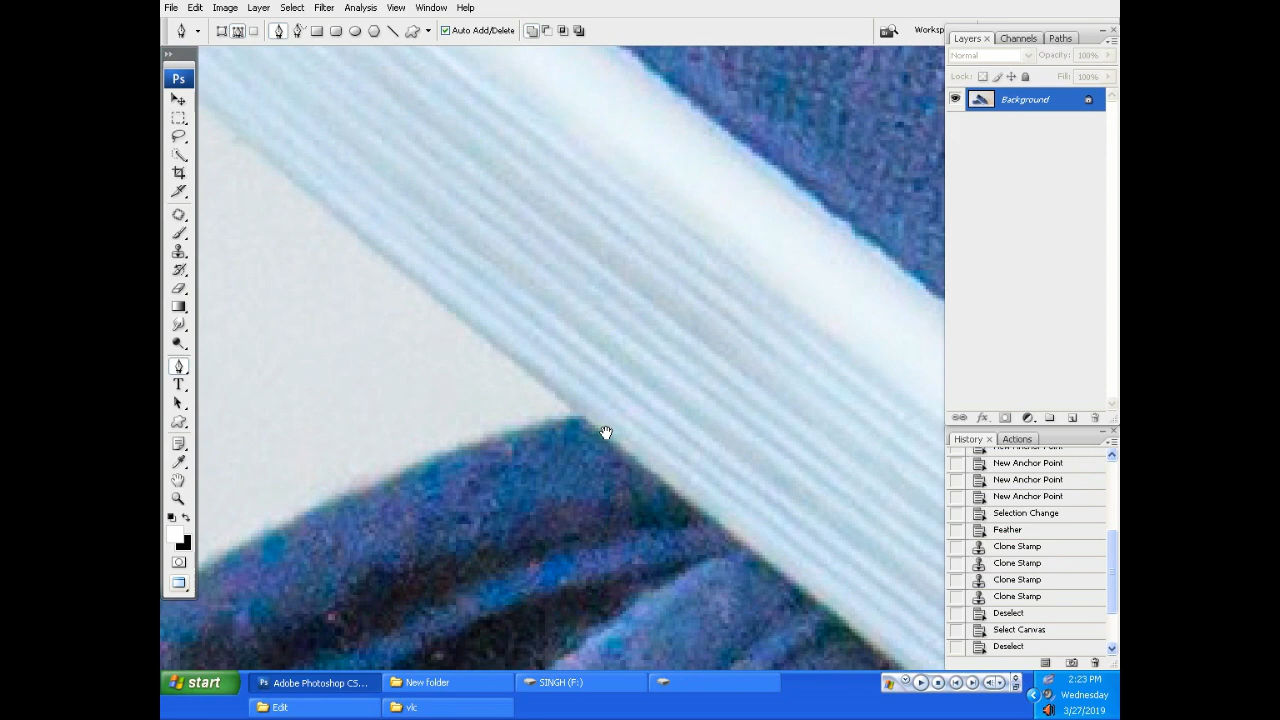 File Edit Image Layer Select Filter Analysis View Window Help
Auto Add/Delete
Worksp
Ps
T
Layers × Channels Paths
Normal Opacity: 100%
Lock: Fill: 100%
Background
fx
History × Actions
New Anchor Point
New Anchor Point
New Anchor Point
Selection Change
Feather
Clone Stamp
Clone Stamp
Clone Stamp
Clone Stamp
Deselect
Select Canvas
Deselect
start
Ps Adobe Photoshop CS...
New folder
SINGH (F:)
Edit
vlc
2:23 PM
Wednesday
3/27/2019